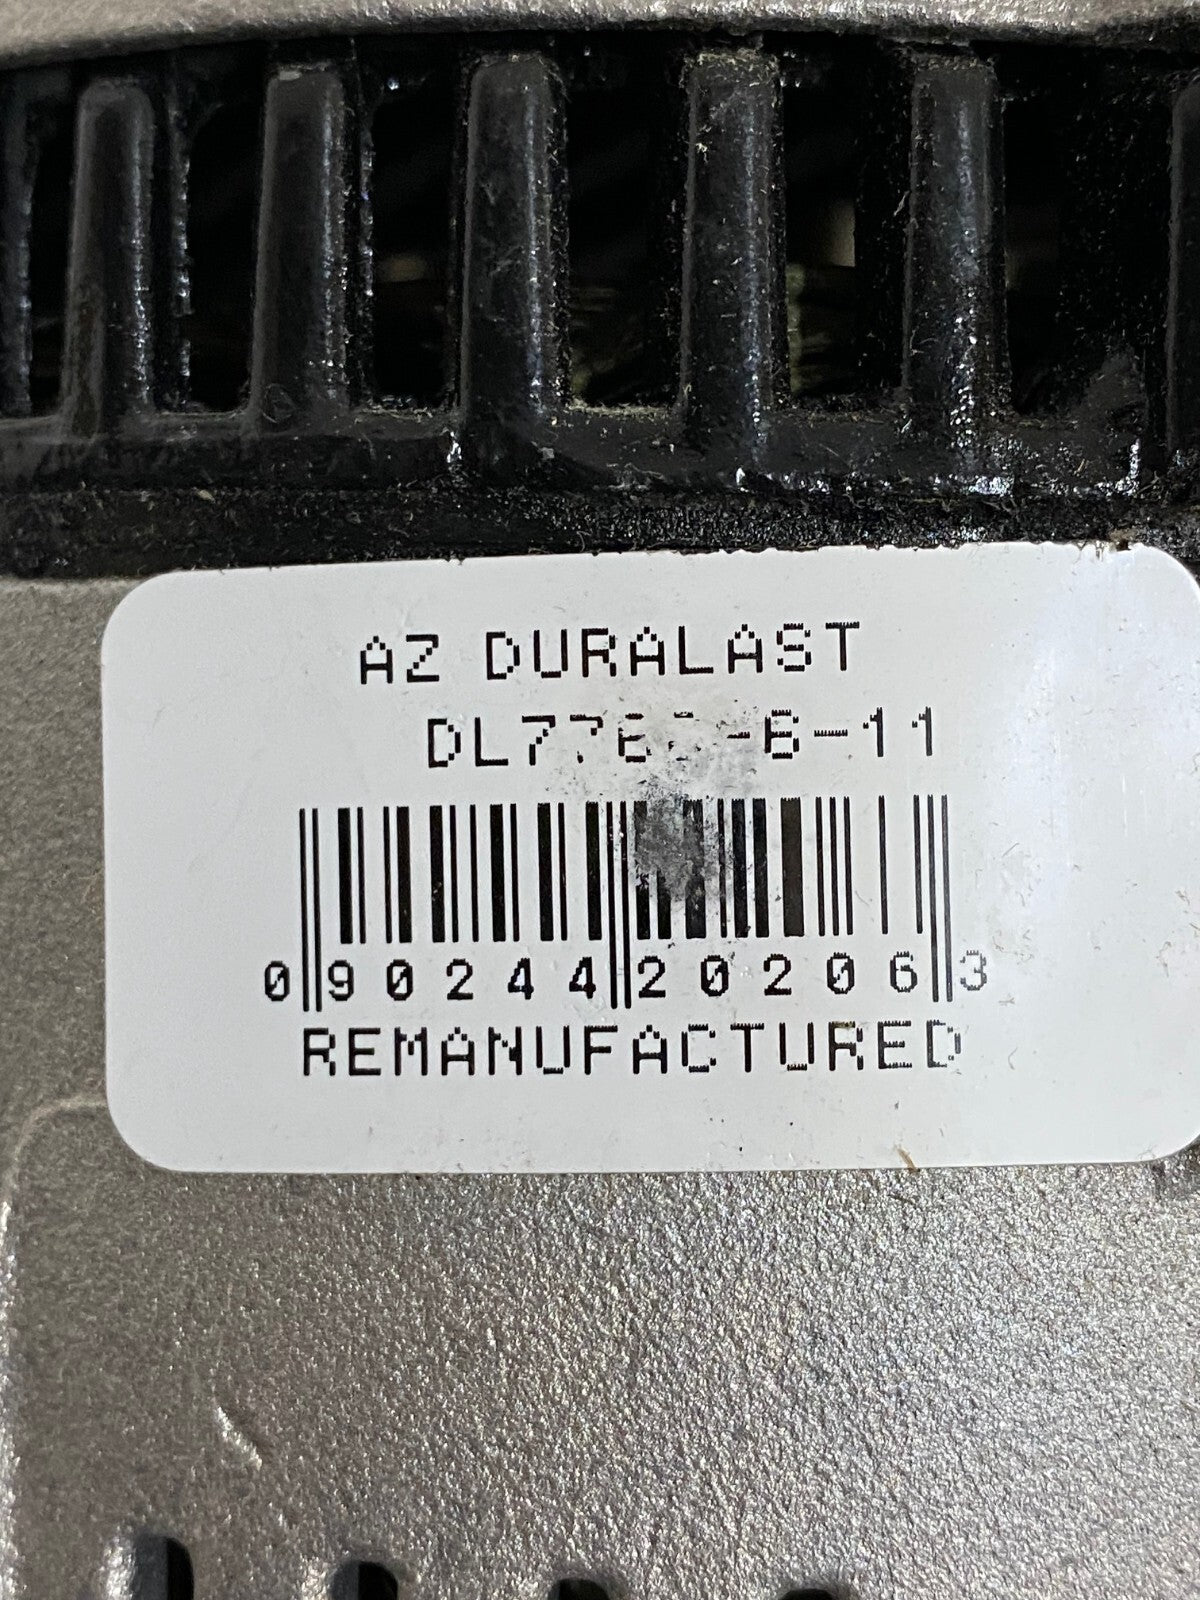 AZ DURALAST
0 90244 20206 3
REMANUFACTURED